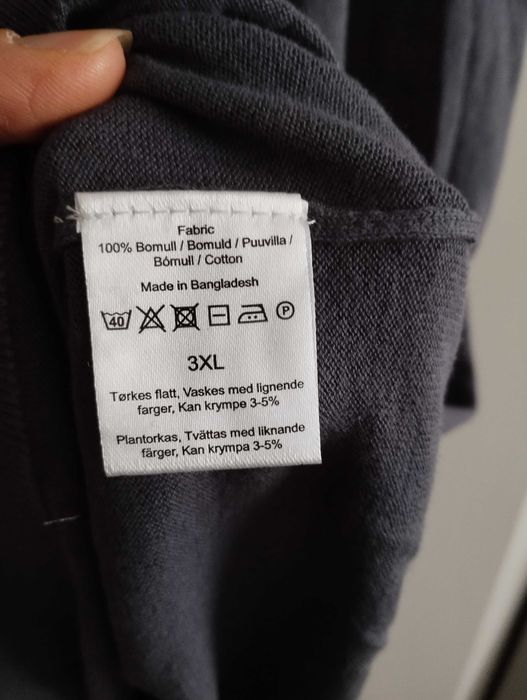 Fabric
100% Bomull / Bomuld / Puuvilla /
Bómull / Cotton
Made in Bangladesh
40 P
3XL
Tørkes flatt, Vaskes med lignende
farger, Kan krympe 3-5%
Plantorkas, Tvättas med liknande
färger, Kan krympa 3-5%